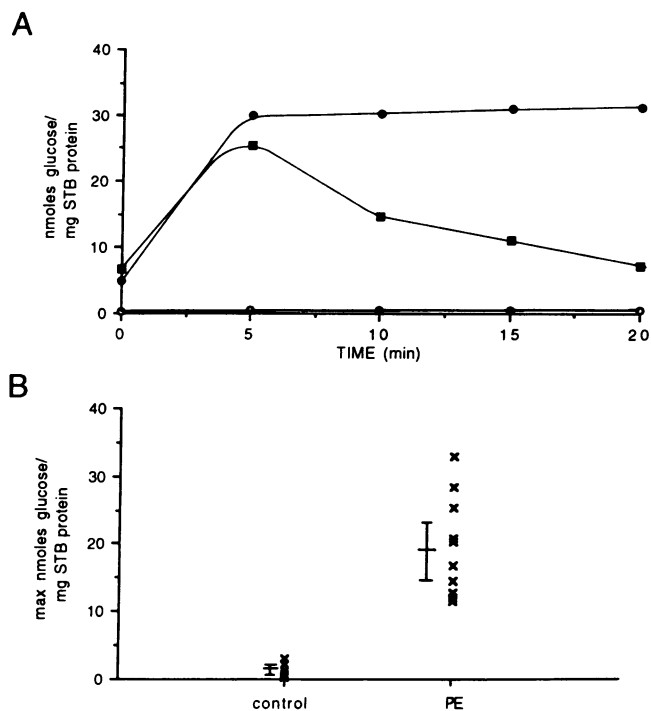 A
40
30
20
10
0
nmoles glucose/
mg STB protein
0 5 10 15 20
TIME (min)
B
40
30
20
10
0
max nmoles glucose/
mg STB protein
control PE